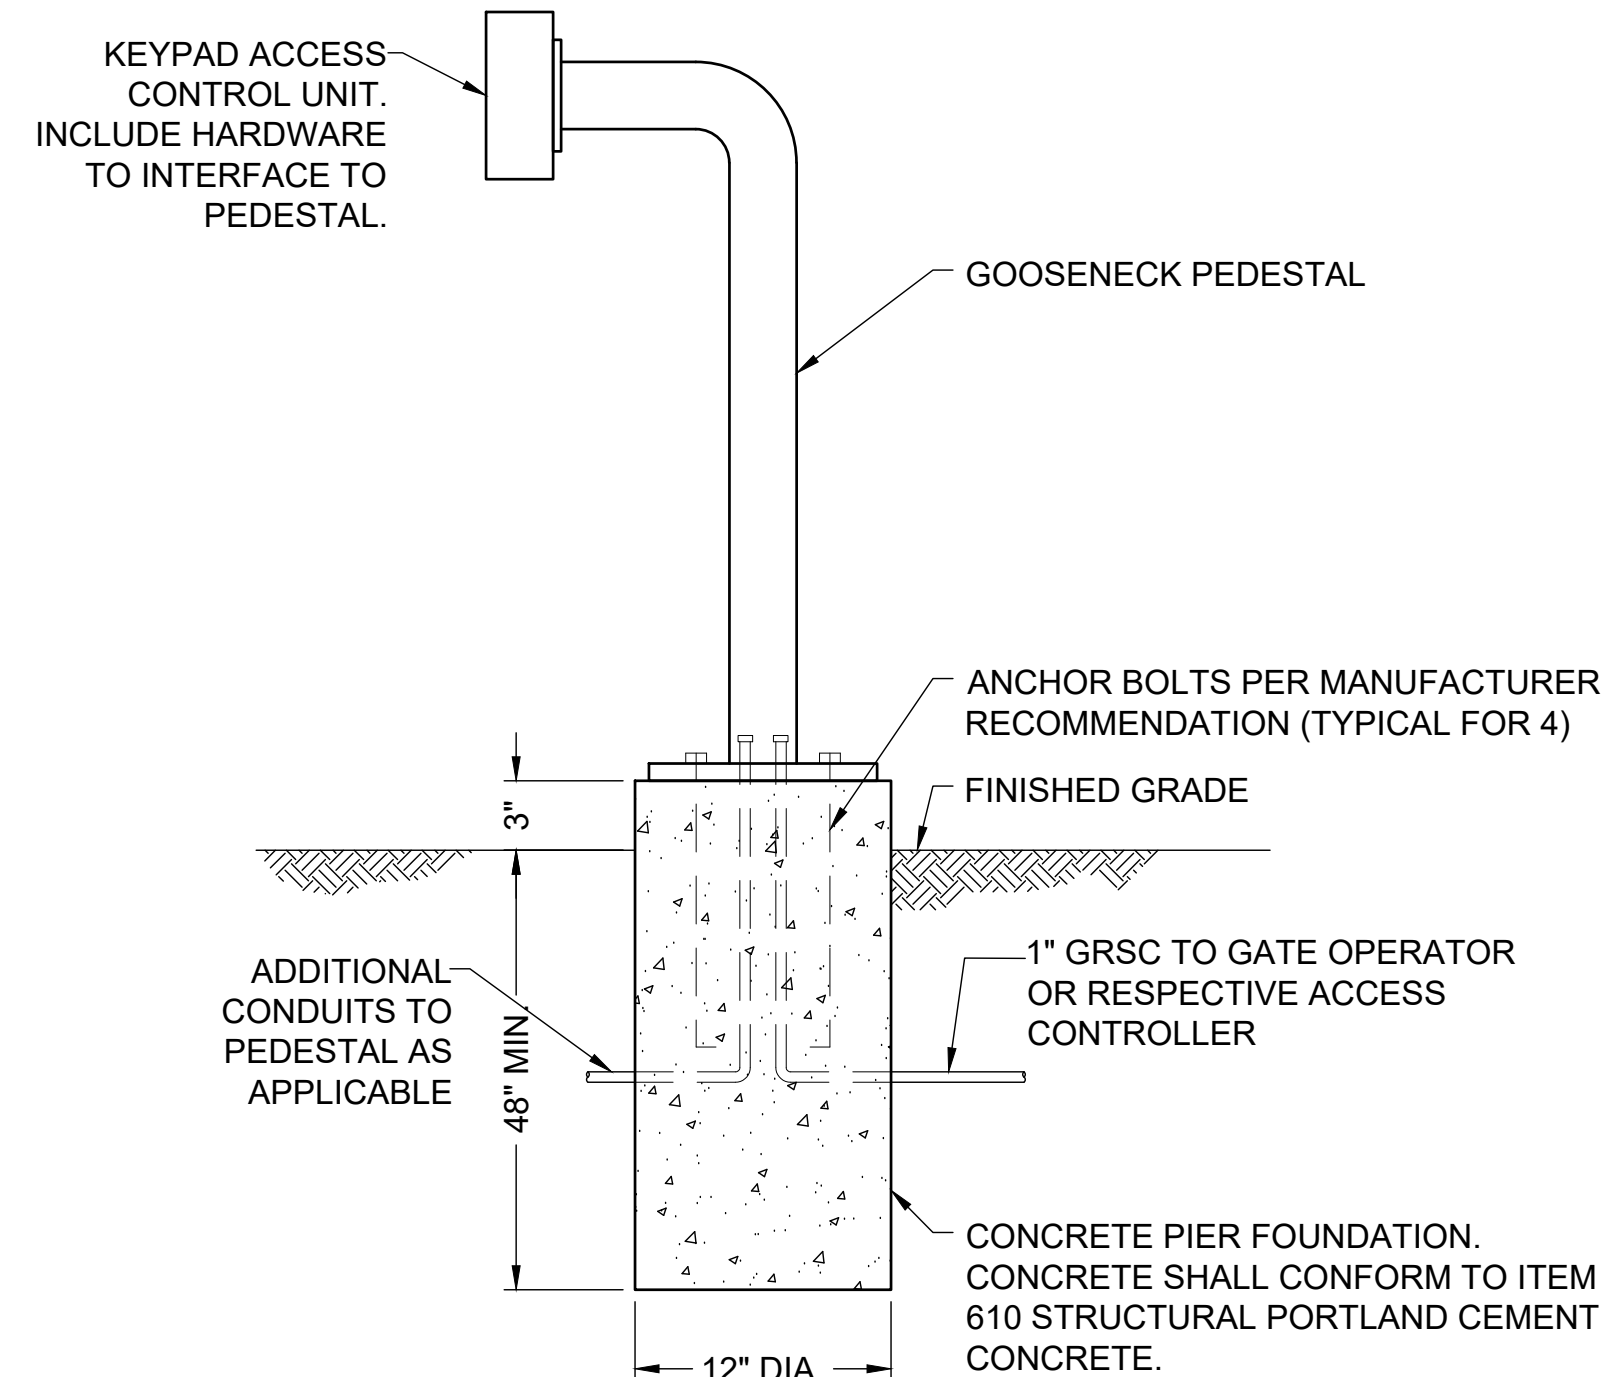 KEYPAD ACCESS
CONTROL UNIT.
INCLUDE HARDWARE
TO INTERFACE TO
PEDESTAL.
GOOSENECK PEDESTAL
ANCHOR BOLTS PER MANUFACTURER
RECOMMENDATION (TYPICAL FOR 4)
FINISHED GRADE
3"
48" MIN.
ADDITIONAL
CONDUITS TO
PEDESTAL AS
APPLICABLE
1" GRSC TO GATE OPERATOR
OR RESPECTIVE ACCESS
CONTROLLER
CONCRETE PIER FOUNDATION.
CONCRETE SHALL CONFORM TO ITEM
610 STRUCTURAL PORTLAND CEMENT
CONCRETE.
12" DIA